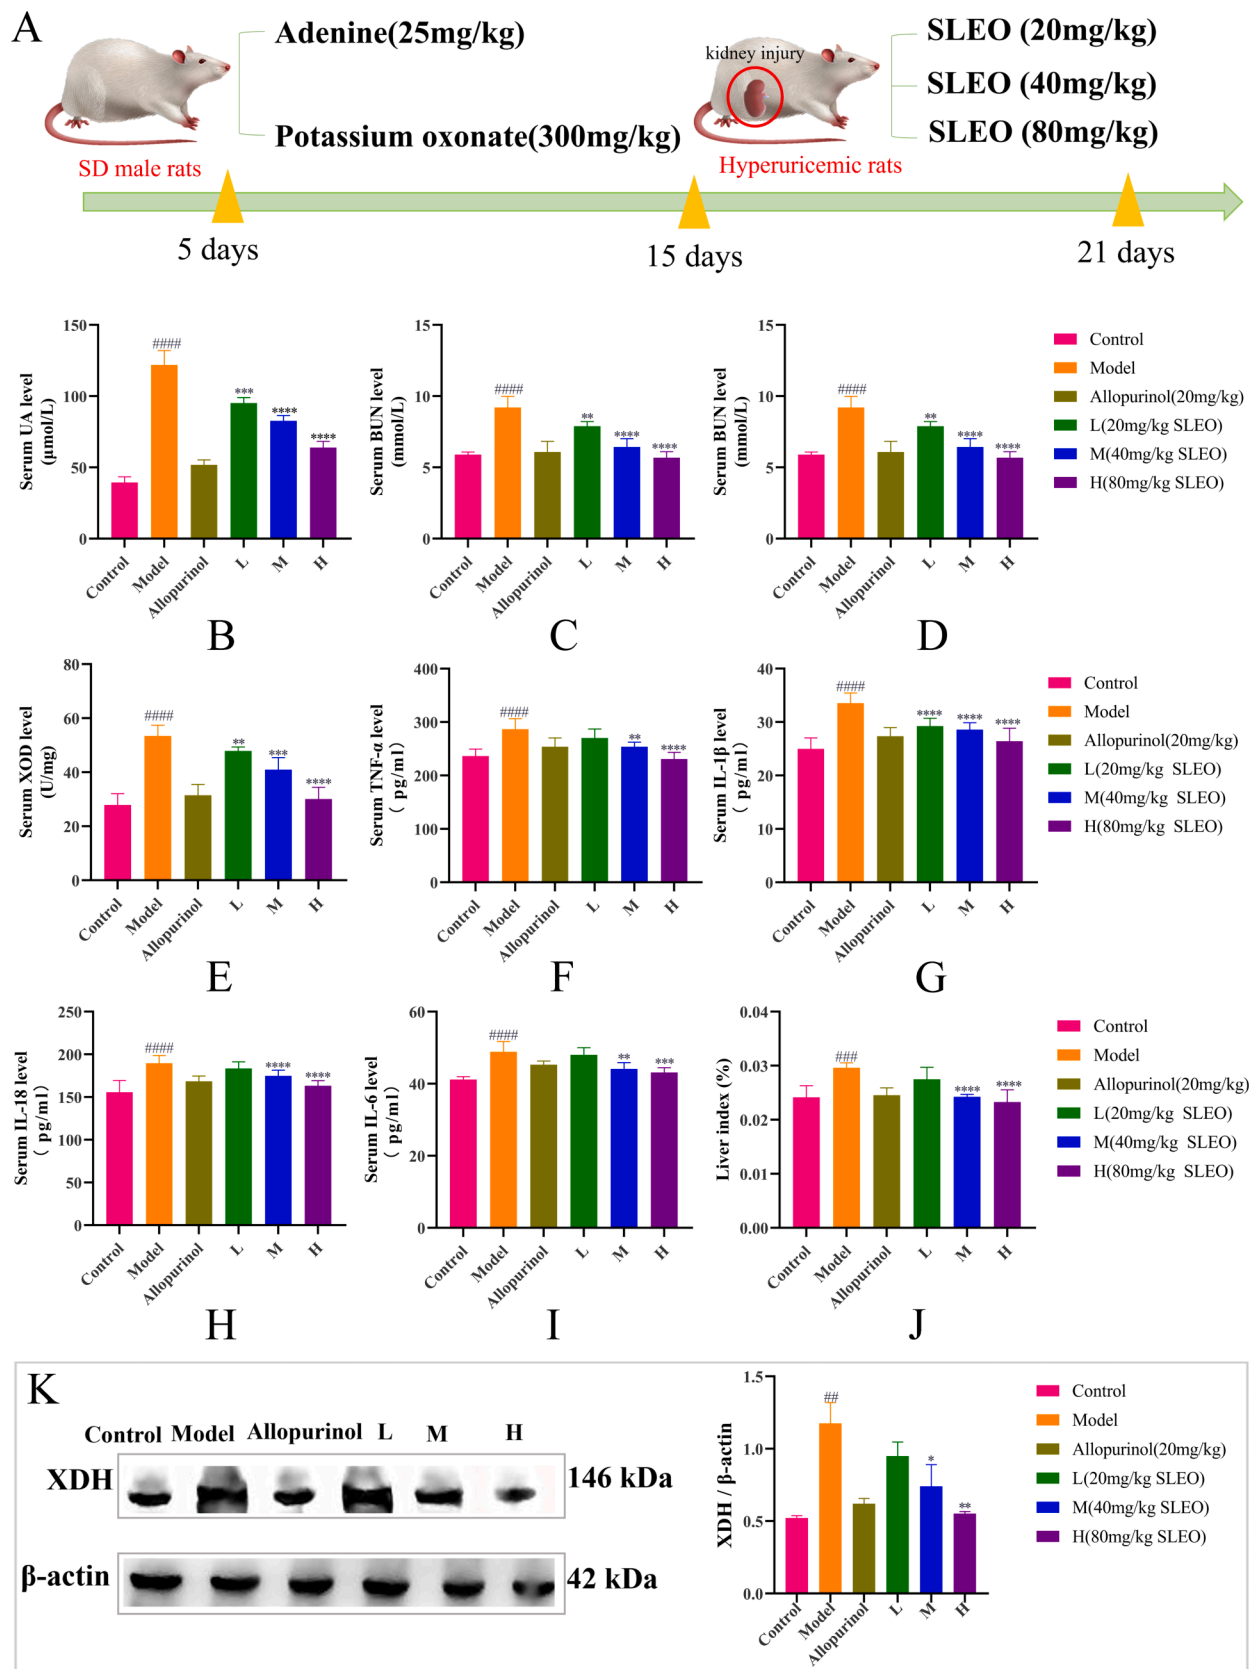 A
Adenine(25mg/kg)
Potassium oxonate(300mg/kg)
SD male rats
kidney injury
Hyperuricemic rats
SLEO (20mg/kg)
SLEO (40mg/kg)
SLEO (80mg/kg)
5 days
15 days
21 days
Serum UA level
(μmol/L)
150
100
50
0
####
***
****
****
Control
Model
Allopurinol
L
M
H
B
Serum BUN level
(mmol/L)
15
10
5
0
####
**
****
****
Control
Model
Allopurinol
L
M
H
C
Serum BUN level
(mmol/L)
15
10
5
0
####
**
****
****
Control
Model
Allopurinol
L
M
H
D
Control
Model
Allopurinol(20mg/kg)
L(20mg/kg SLEO)
M(40mg/kg SLEO)
H(80mg/kg SLEO)
Serum XOD level
(U/mg)
80
60
40
20
0
####
**
***
****
Control
Model
Allopurinol
L
M
H
E
Serum TNF-α level
( pg/ml)
400
300
200
100
0
####
**
****
Control
Model
Allopurinol
L
M
H
F
Serum IL-1β level
( pg/ml)
40
30
20
10
0
####
****
****
****
Control
Model
Allopurinol
L
M
H
G
Control
Model
Allopurinol(20mg/kg)
L(20mg/kg SLEO)
M(40mg/kg SLEO)
H(80mg/kg SLEO)
Serum IL-18 level
( pg/ml)
250
200
150
100
50
0
####
****
****
Control
Model
Allopurinol
L
M
H
H
Serum IL-6 level
( pg/ml)
60
40
20
0
####
**
***
Control
Model
Allopurinol
L
M
H
I
Liver index (%)
0.04
0.03
0.02
0.01
0.00
###
****
****
Control
Model
Allopurinol
L
M
H
J
Control
Model
Allopurinol(20mg/kg)
L(20mg/kg SLEO)
M(40mg/kg SLEO)
H(80mg/kg SLEO)
K
Control Model Allopurinol L M H
XDH
146 kDa
β-actin
42 kDa
XDH / β-actin
1.5
1.0
0.5
0.0
##
*
**
Control
Model
Allopurinol
L
M
H
Control
Model
Allopurinol(20mg/kg)
L(20mg/kg SLEO)
M(40mg/kg SLEO)
H(80mg/kg SLEO)